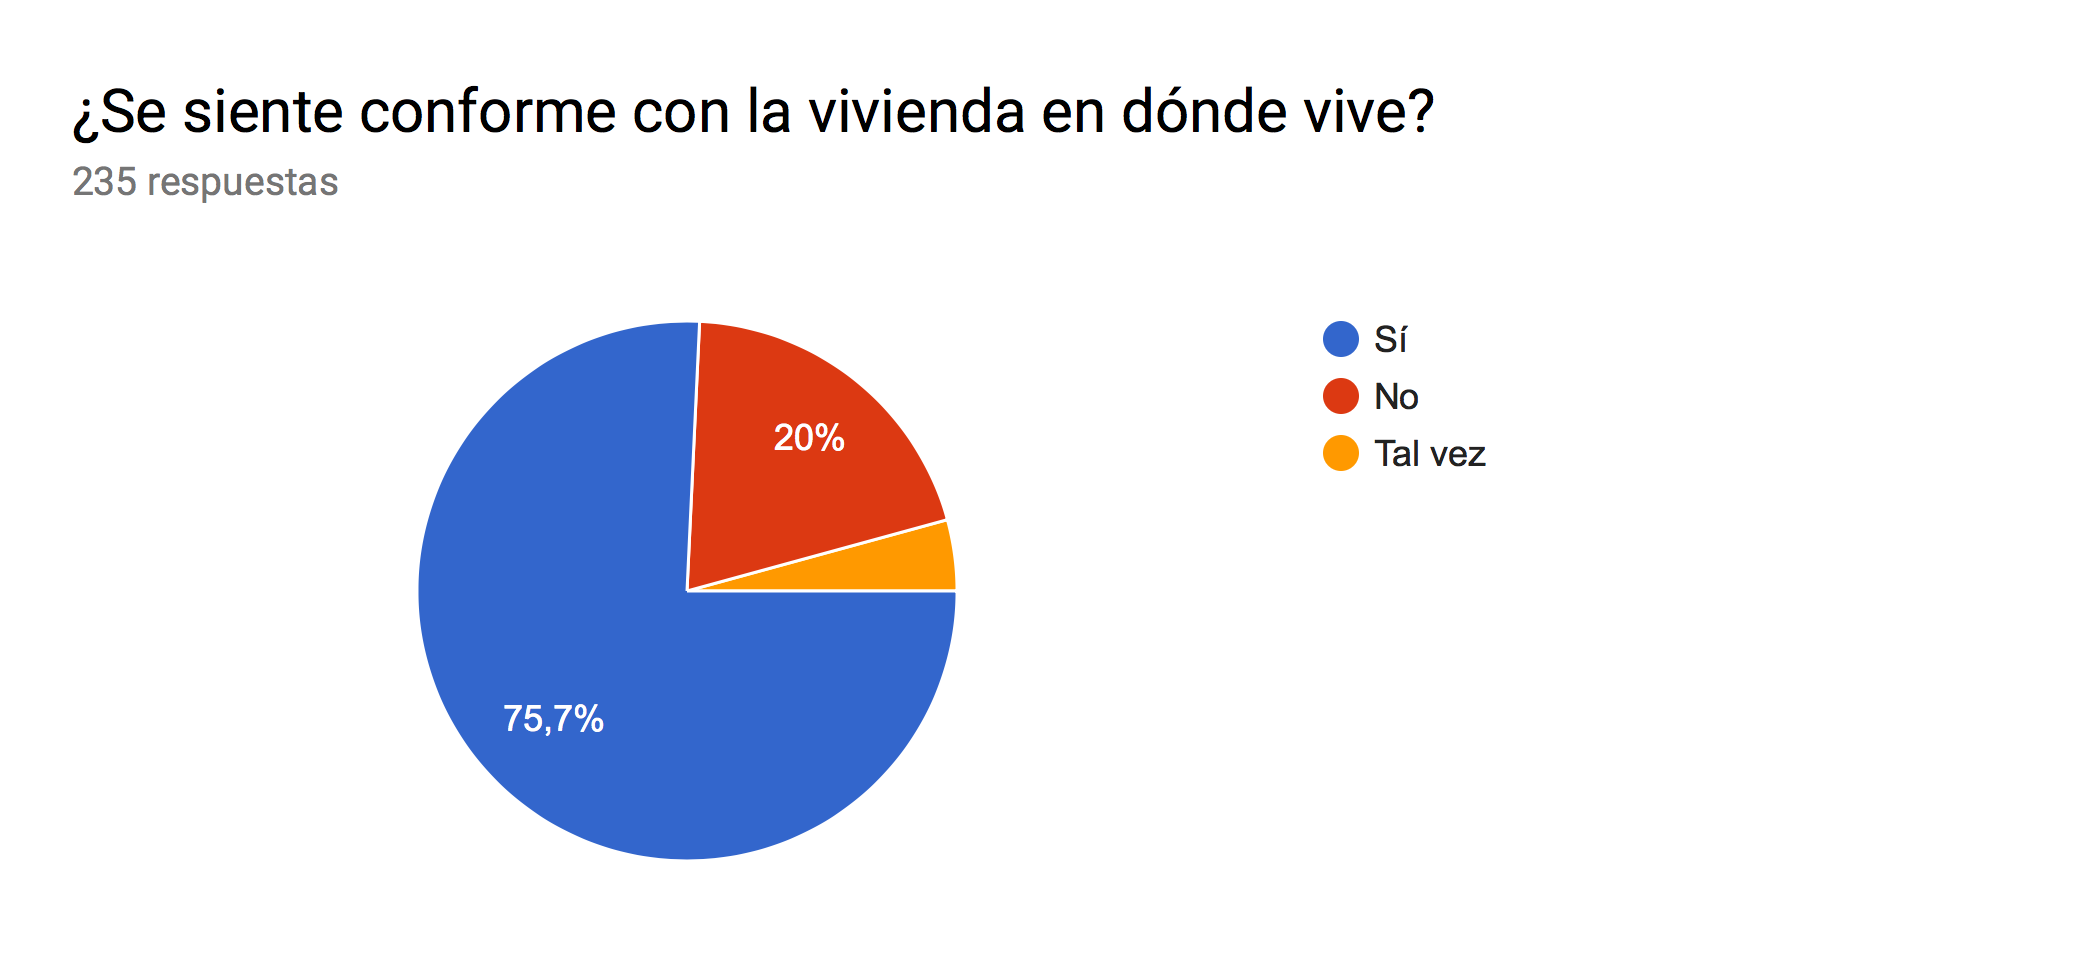 ¿Se siente conforme con la vivienda en dónde vive?
235 respuestas
Sí
No
Tal vez
20%
75,7%